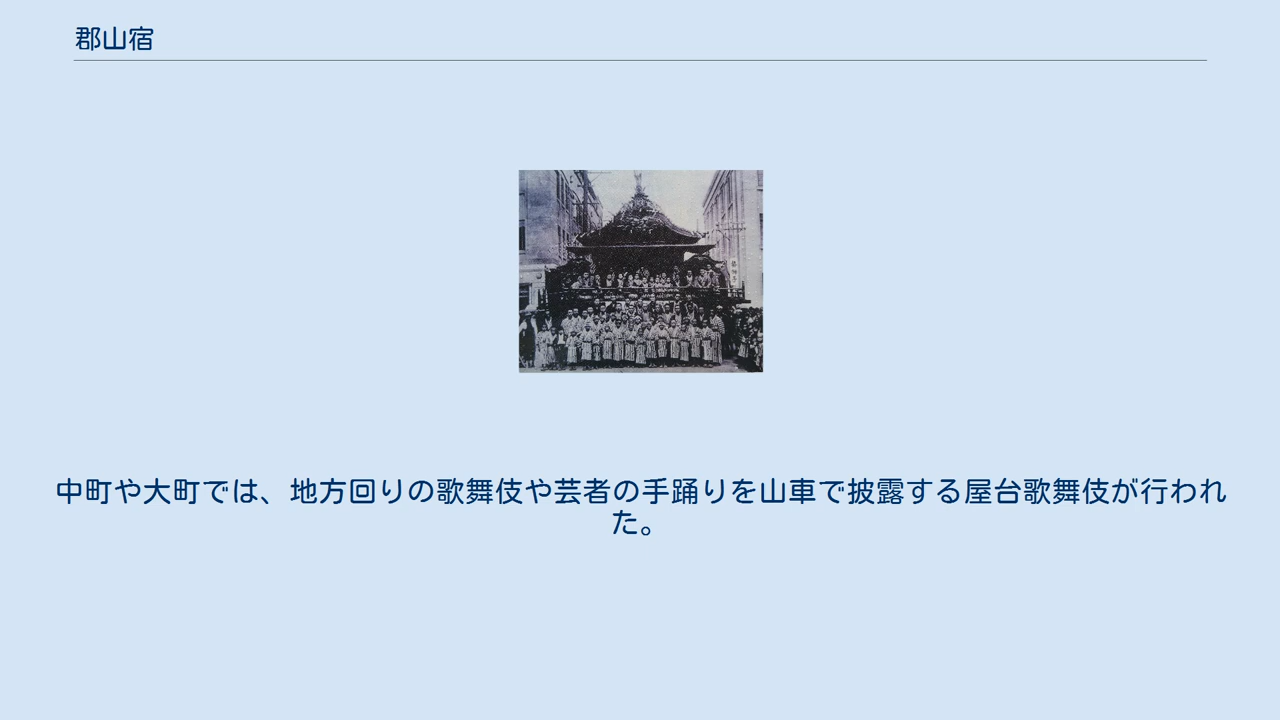 郡山宿
中町や大町では、地方回りの歌舞伎や芸者の手踊りを山車で披露する屋台歌舞伎が行われ
た。